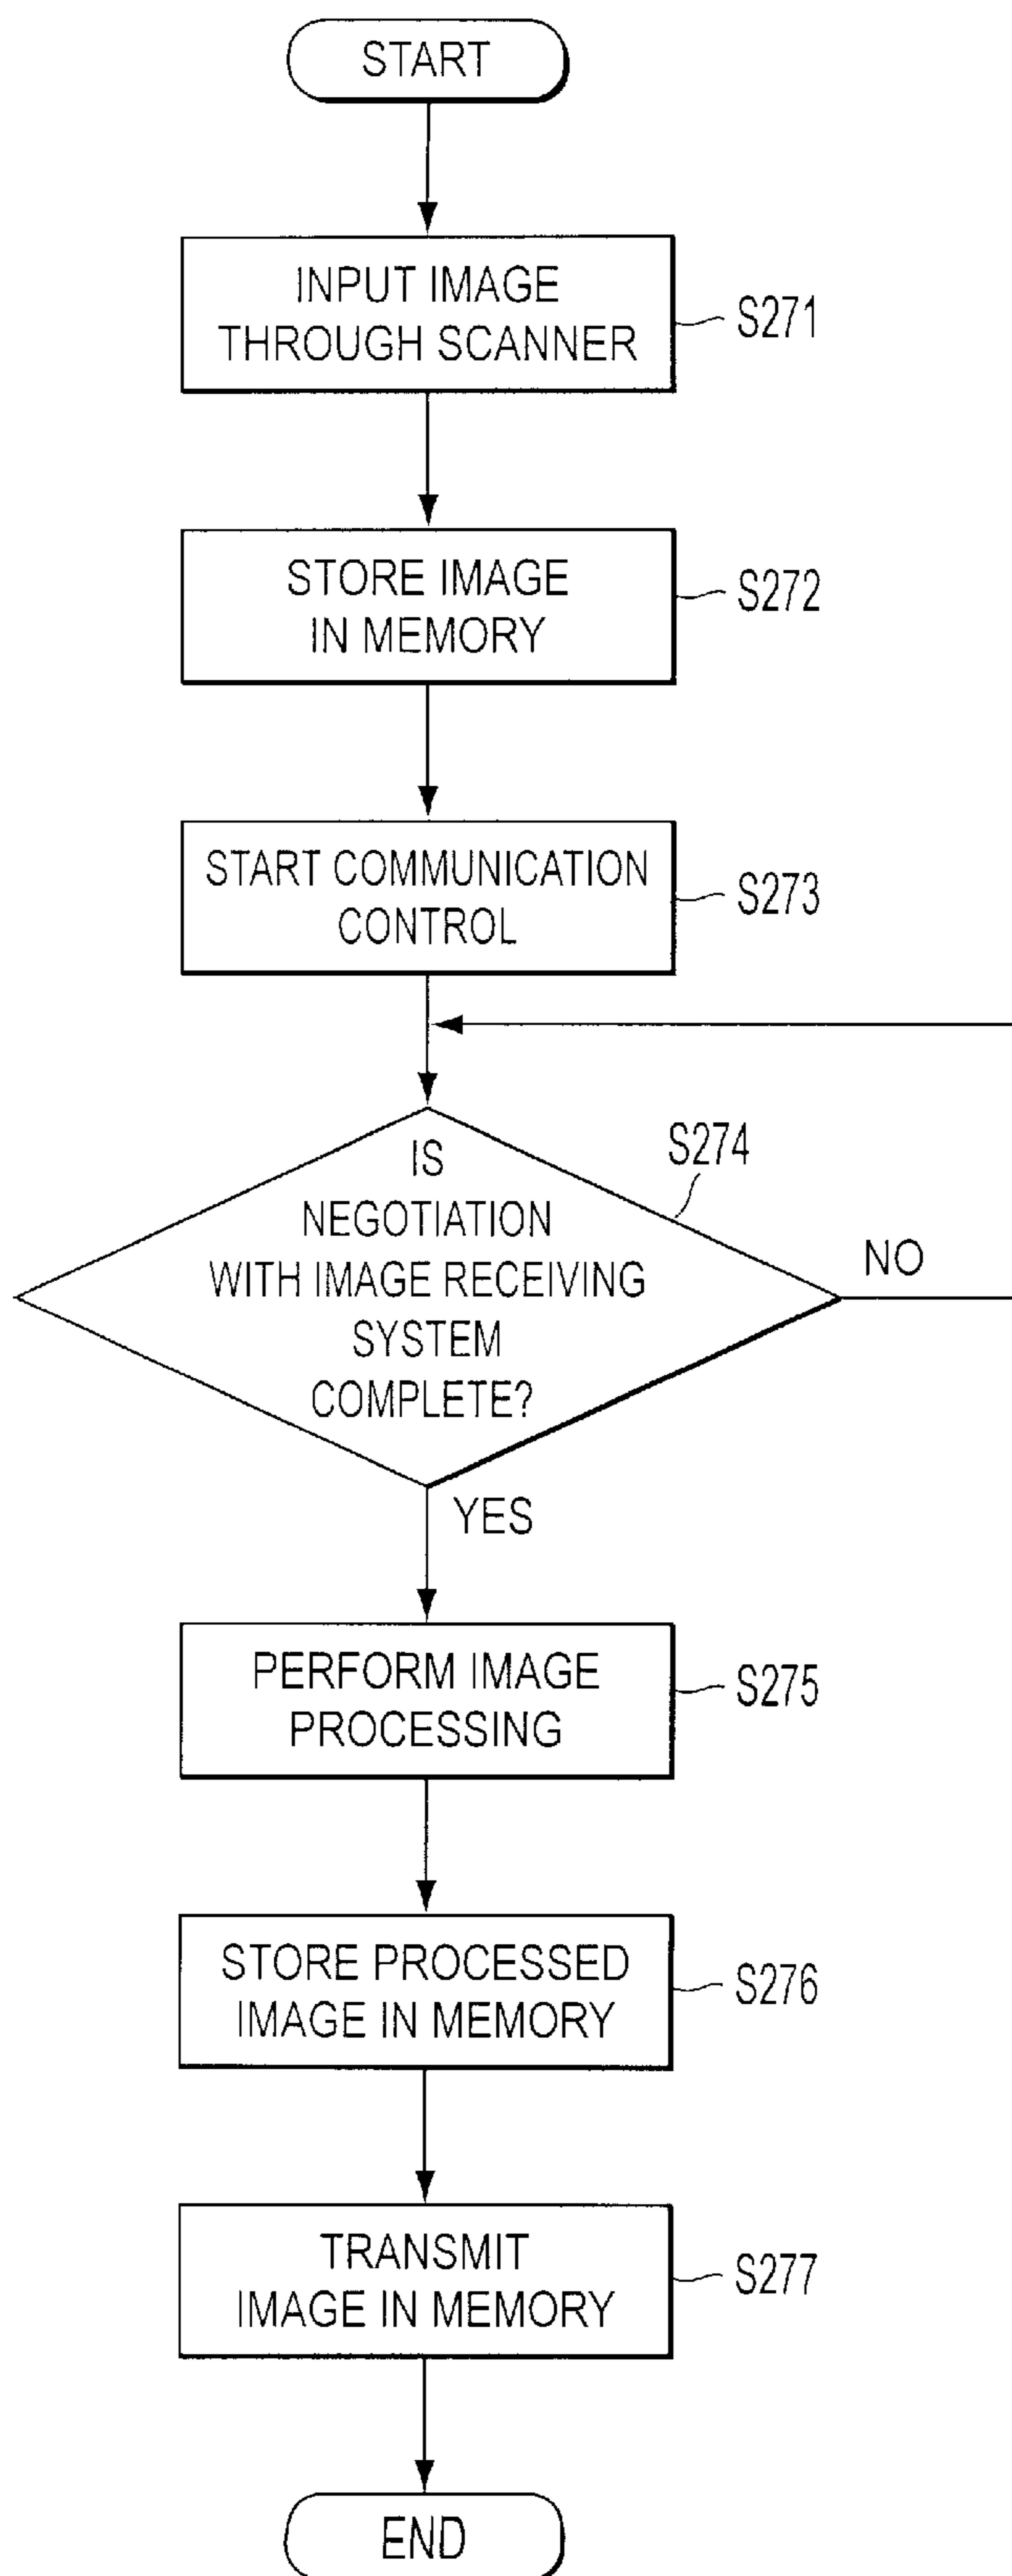 START
INPUT IMAGE
THROUGH SCANNER
S271
STORE IMAGE
IN MEMORY
S272
START COMMUNICATION
CONTROL
S273
IS
NEGOTIATION
WITH IMAGE RECEIVING
SYSTEM
COMPLETE?
S274
NO
YES
PERFORM IMAGE
PROCESSING
S275
STORE PROCESSED
IMAGE IN MEMORY
S276
TRANSMIT
IMAGE IN MEMORY
S277
END